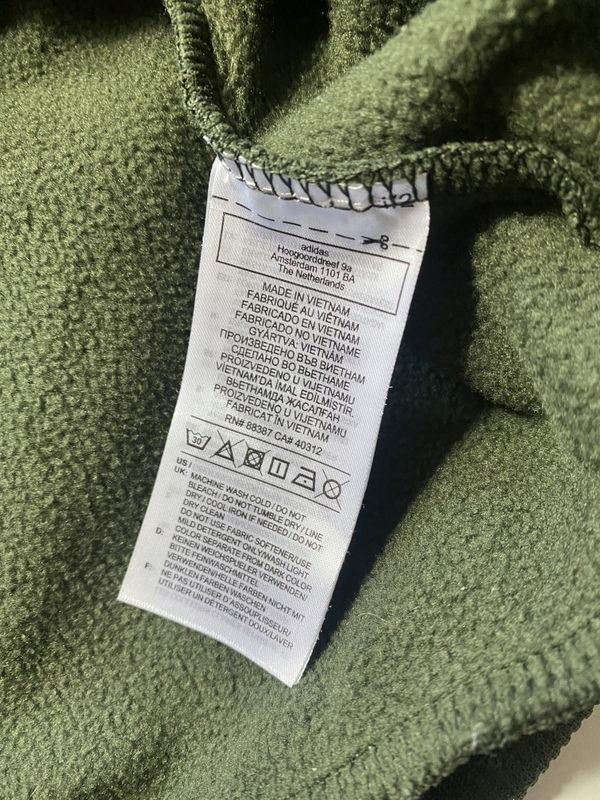 adidas
Hoogoorddreef 9a
Amsterdam 1101 BA
The Netherlands
MADE IN VIETNAM
FABRIQUÉ AU VIÊTNAM
FABRICADO EN VIETNAM
FABRICADO NO VIETNAME
GYÁRTVA: VIETNÁM
ПРОИЗВЕДЕНО ВЪВ ВИЕТНАМ
СДЕЛАНО ВО ВЬЕТНАМЕ
PROIZVEDENO U VIJETNAMU
VIETNAM'DA İMAL EDİLMİŞTİR.
ВЬЕТНАМДА ЖАСАЛҒАН
PROIZVEDENO U VIJETNAMU
FABRICAT ÎN VIETNAM
RN# 88387 CA# 40312
30
US /
UK: MACHINE WASH COLD / DO NOT
BLEACH / DO NOT TUMBLE DRY / LINE
DRY / COOL IRON IF NEEDED / DO NOT
DRY CLEAN
DO NOT USE FABRIC SOFTENER/USE
MILD DETERGENT ONLY/WASH LIGHT
COLOR SEPARATE FROM DARK COLOR
D: KEINEN WEICHSPÜLER VERWENDEN/
BITTE FEINWASCHMITTEL
VERWENDEN/HELLE FARBEN NICHT MIT
DUNKLEN FARBEN WASCHEN
F: NE PAS UTILISER D'ASSOUPLISSEUR/
UTILISER UN DÉTERGENT DOUX/LAVER